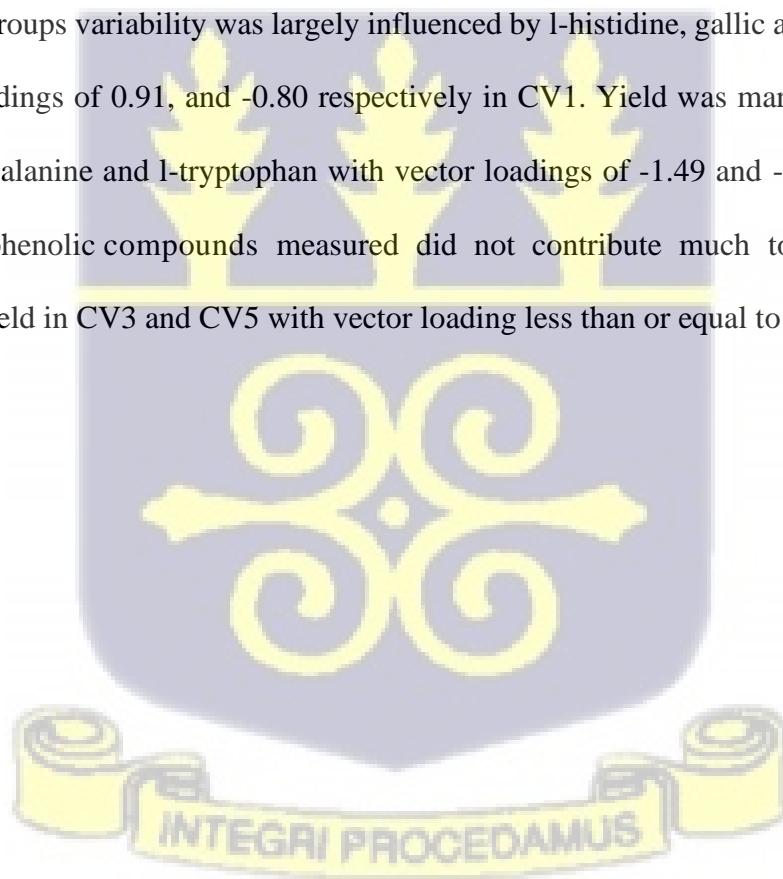 roups variability was largely influenced by l-histidine, gallic a
dings of 0.91, and -0.80 respectively in CV1. Yield was mar
alanine and l-tryptophan with vector loadings of -1.49 and -
phenolic compounds measured did not contribute much to
eld in CV3 and CV5 with vector loading less than or equal to
INTEGRI PROCEDAMUS